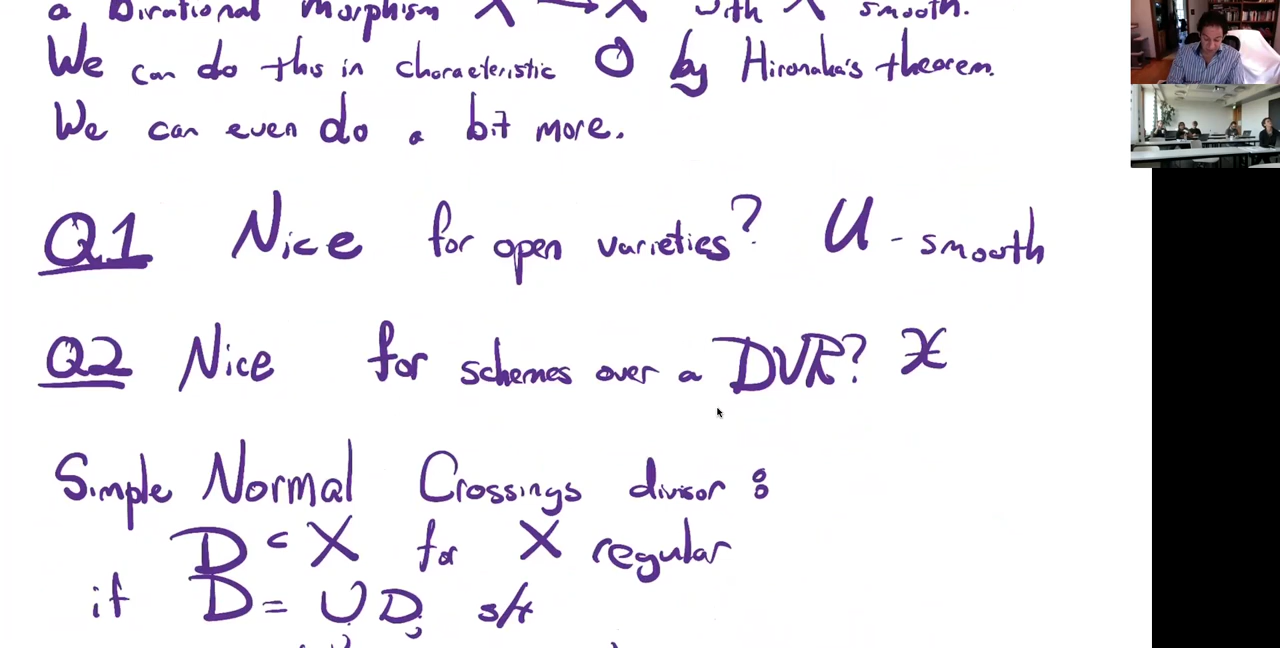 a birational morphism X → X with X smooth.
We can do this in characteristic 0 by Hironaka's theorem.
We can even do a bit more.
Q1 Nice for open varieties? U - smooth
Q2 Nice for schemes over a DVR? 𝒳
Simple Normal Crossings divisor :
D ⊂ X for X regular
if D = ∪ Dᵢ s/t